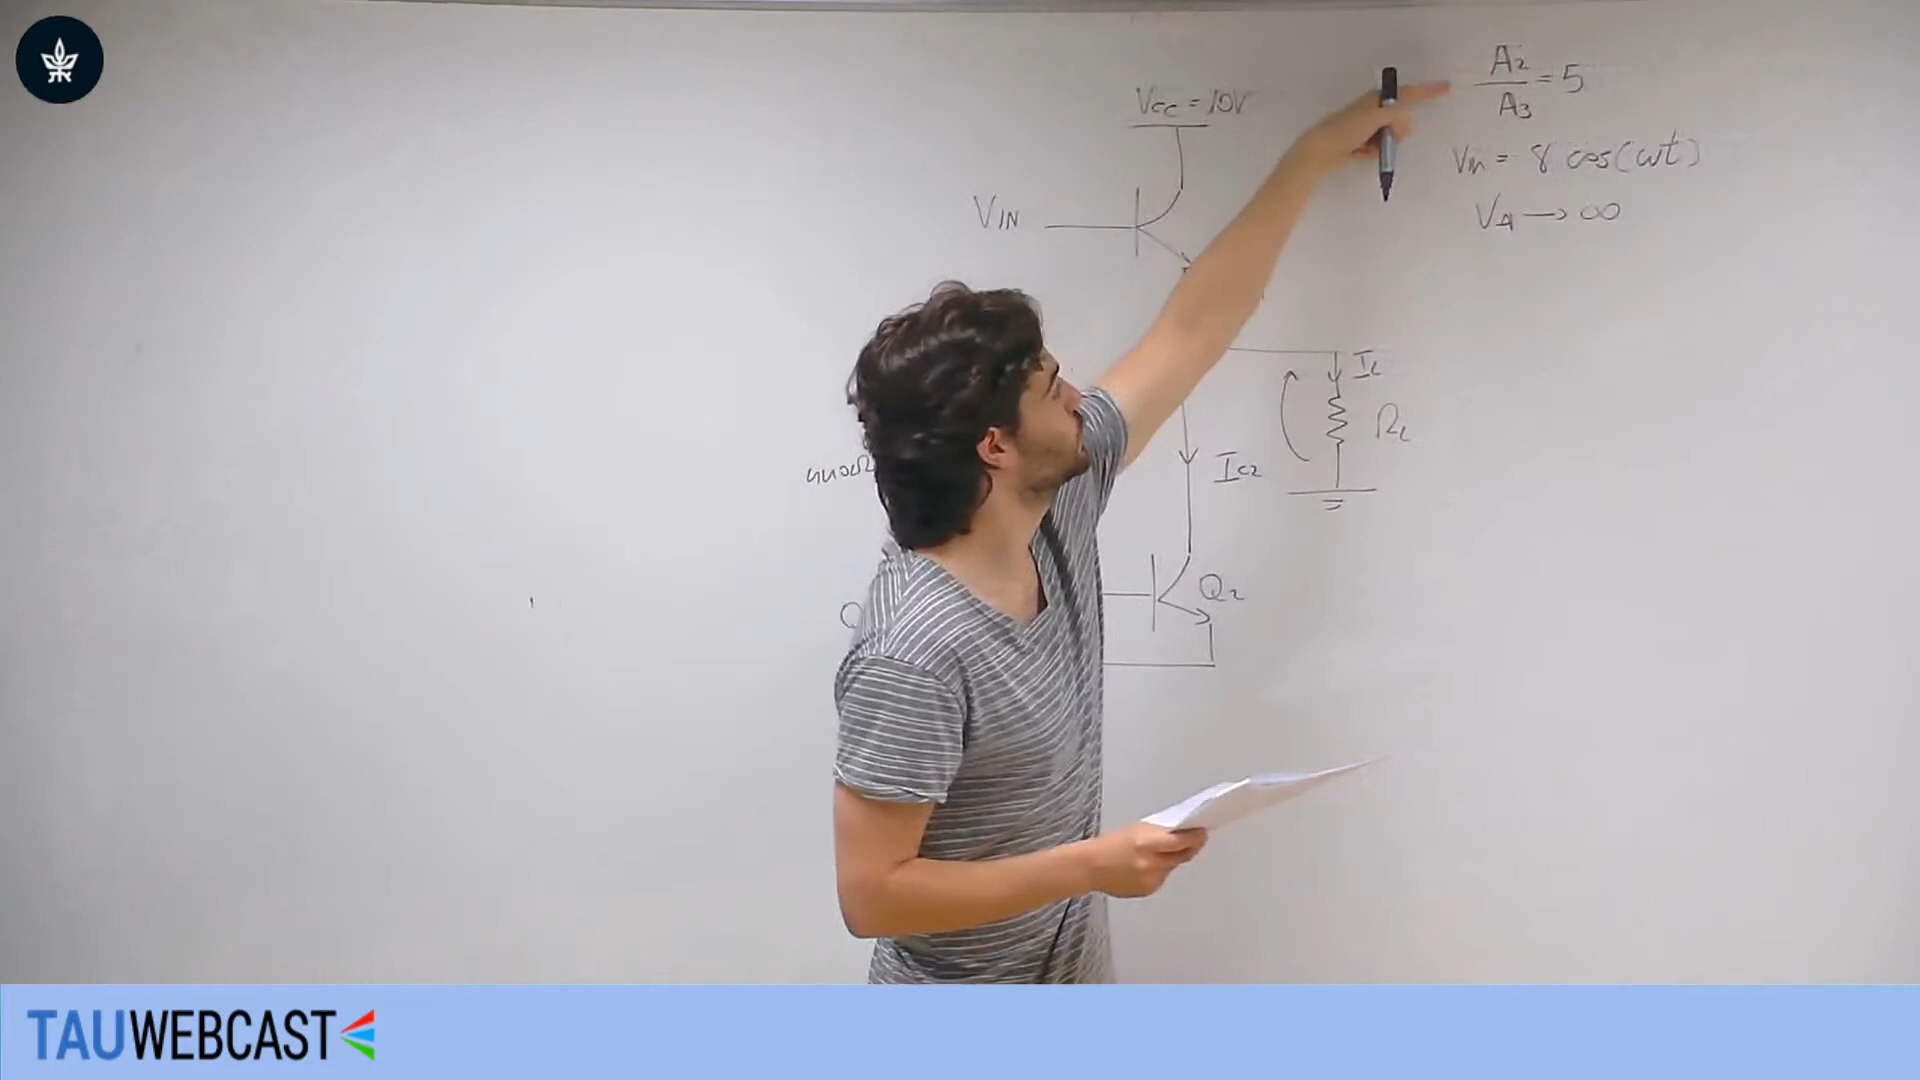 A2
A3 = 5
Vcc = 10V
Vin = 8 cos(ωt)
VIN
VA → ∞
IL
RL
IC2
Q2
Q
TAUWEBCAST